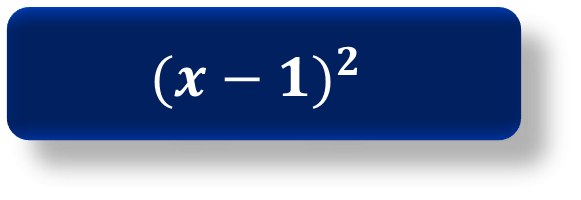 (x − 1)²